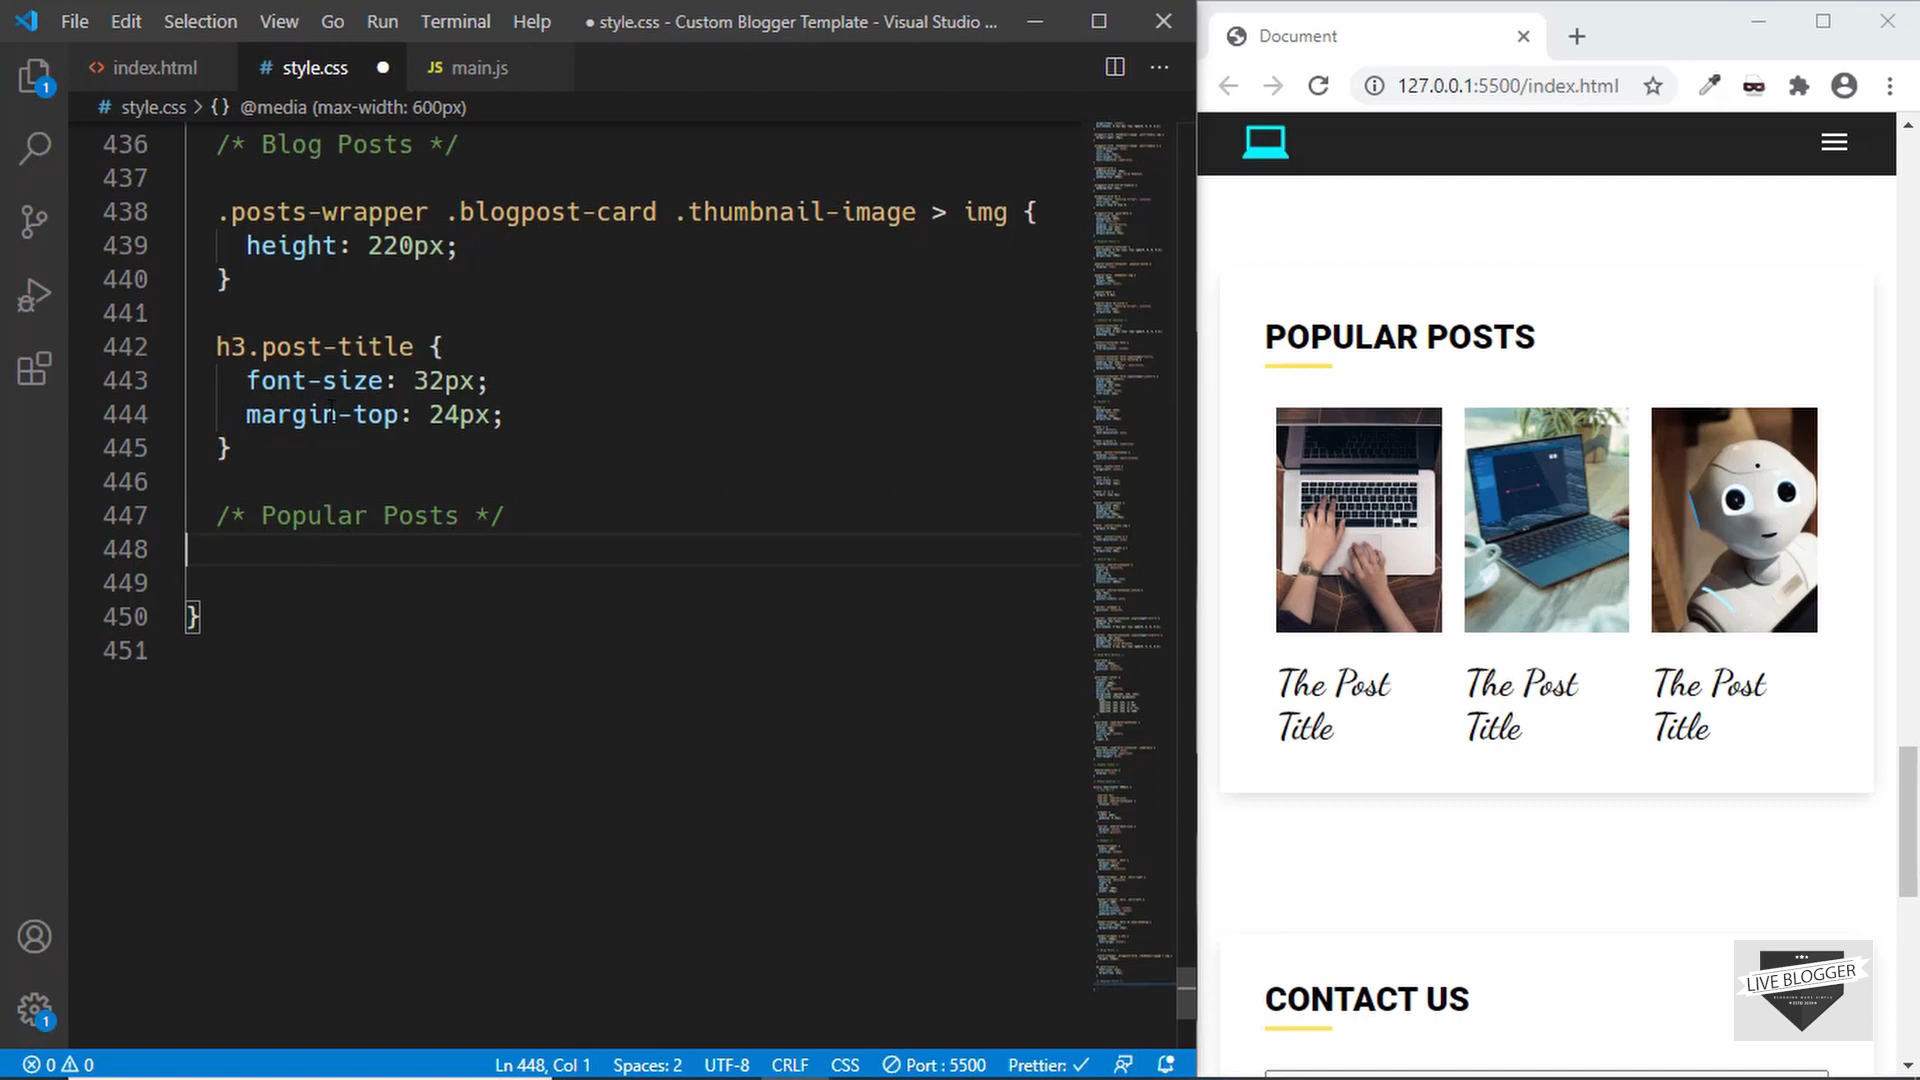 File Edit Selection View Go Run Terminal Help ● style.css - Custom Blogger Template - Visual Studio ...
index.html # style.css ● JS main.js ...
# style.css > {} @media (max-width: 600px)
436 /* Blog Posts */
437
438 .posts-wrapper .blogpost-card .thumbnail-image > img {
439 height: 220px;
440 }
441
442 h3.post-title {
443 font-size: 32px;
444 margin-top: 24px;
445 }
446
447 /* Popular Posts */
448
449
450 }
451
1
1
0 0 Ln 448, Col 1 Spaces: 2 UTF-8 CRLF CSS Port : 5500 Prettier: ✓
Document
127.0.0.1:5500/index.html
POPULAR POSTS
The Post Title
The Post Title
The Post Title
CONTACT US
LIVE BLOGGER